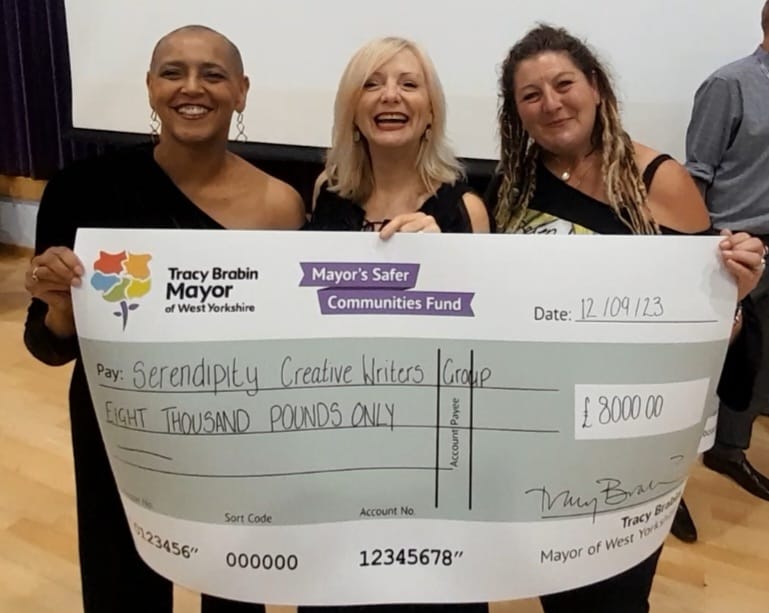 Tracy Brabin
Mayor
of West Yorkshire
Mayor's Safer
Communities Fund
Date: 12/09/23
Pay: Serendipity Creative Writers Group
EIGHT THOUSAND POUNDS ONLY
£8000 00
Account Payee
Tracy Brabin
Tracy Brabin
Mayor of West Yorkshire
Sort Code
Account No.
0123456"
000000
12345678"